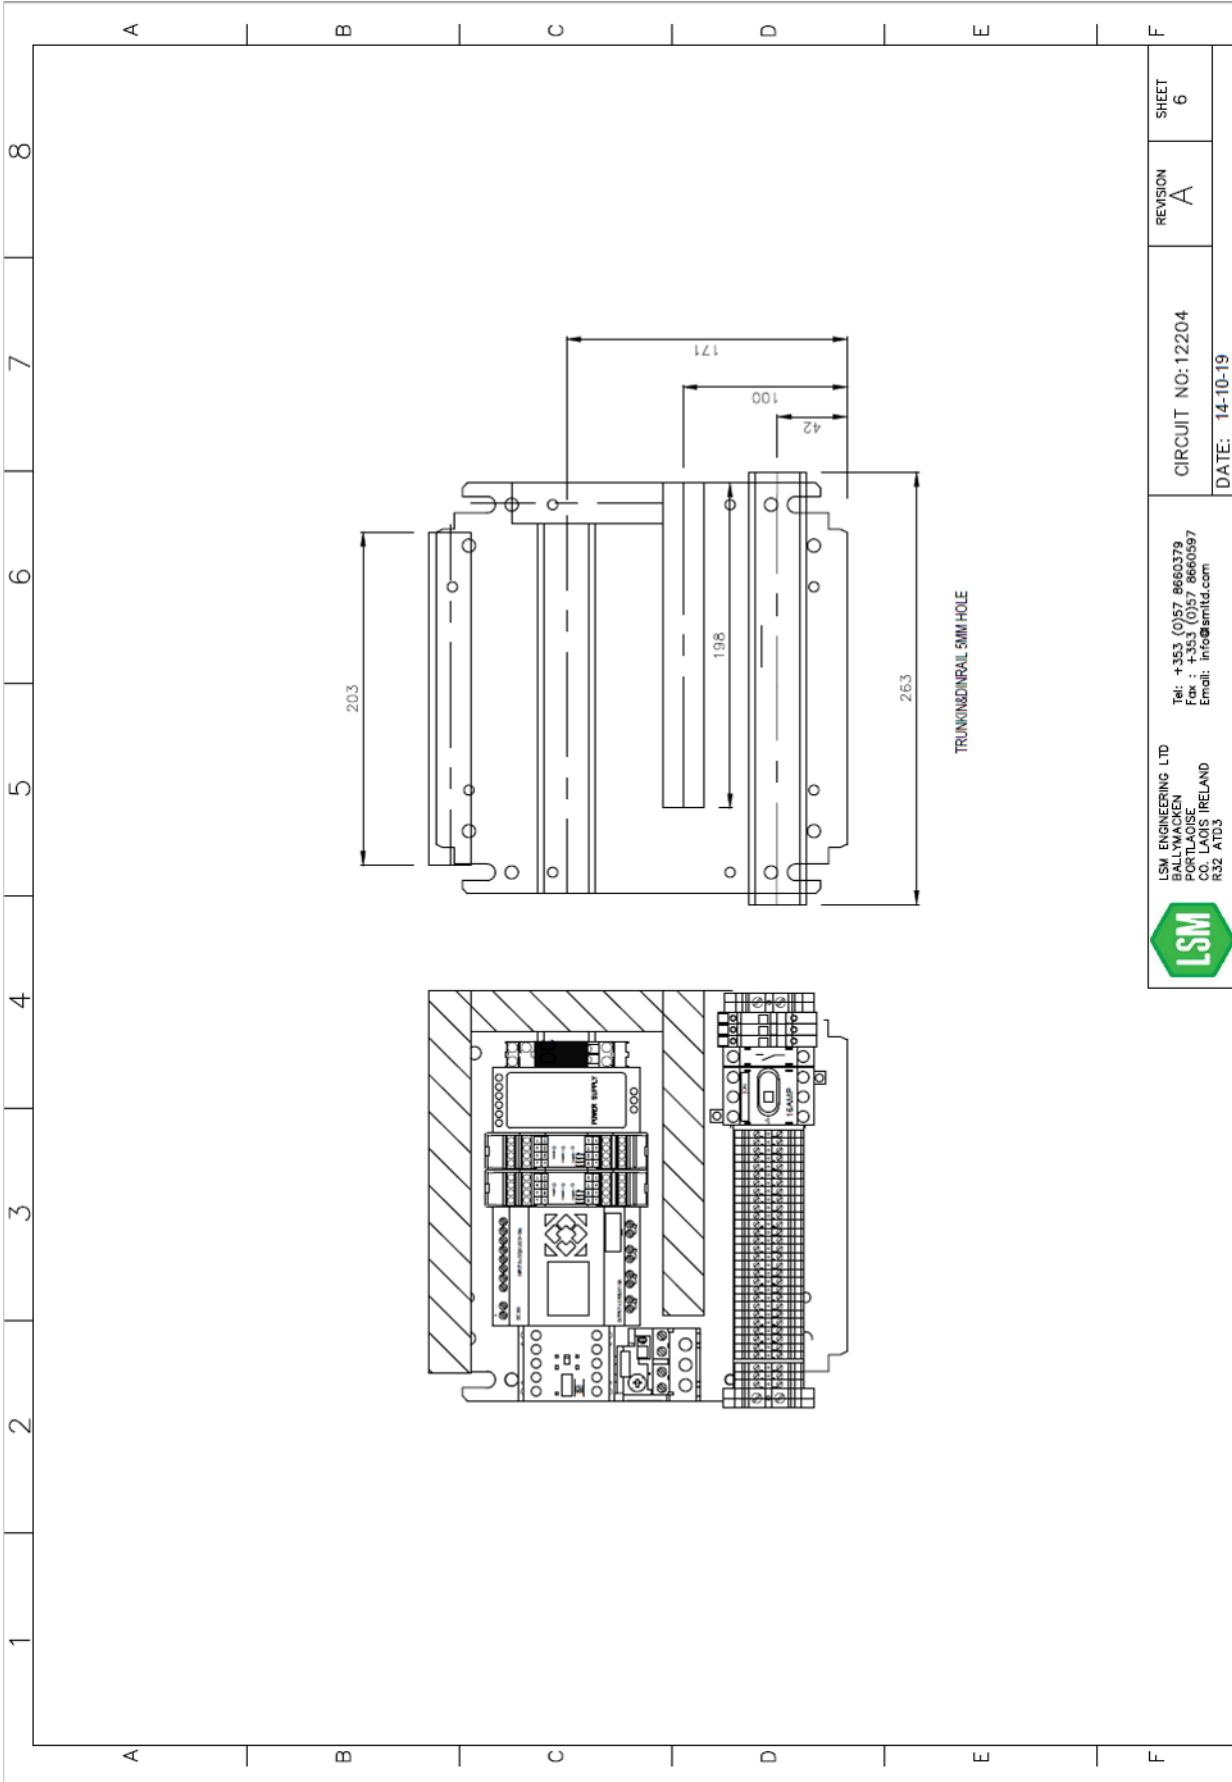 1 2 3 4 5 6 7 8
A
B
C
D
E
F
A
B
C
D
E
F
POWER SUPPLY
16AMP
203
171
100
42
198
263
TRUNKIN&DINRAIL 5MM HOLE
LSM
LSM ENGINEERING LTD
BALLYMACKEN
PORTLAOISE
CO. LAOIS IRELAND
R32 ATD3
Tel: +353 (0)57 8660379
Fax : +353 (0)57 8660597
Email: info@lsmltd.com
CIRCUIT NO:12204
DATE: 14-10-19
REVISION
A
SHEET
6